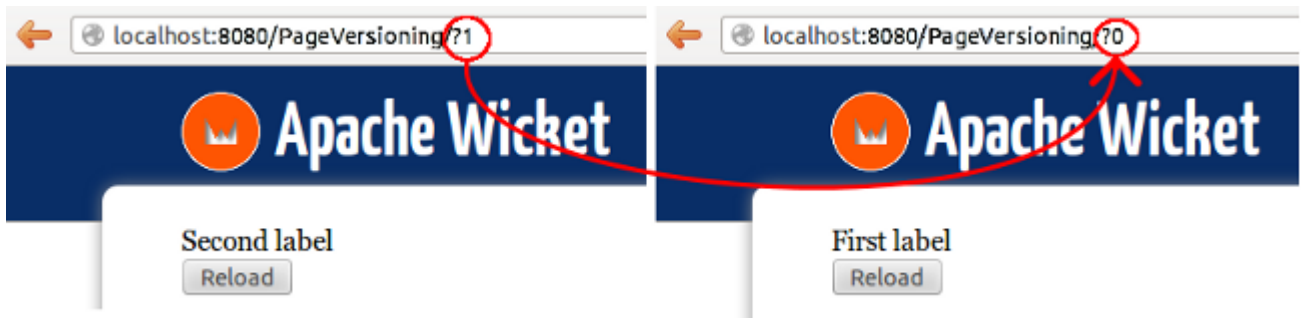 localhost:8080/PageVersioning/?1
Apache Wicket
Second label
Reload
localhost:8080/PageVersioning/?0
Apache Wicket
First label
Reload